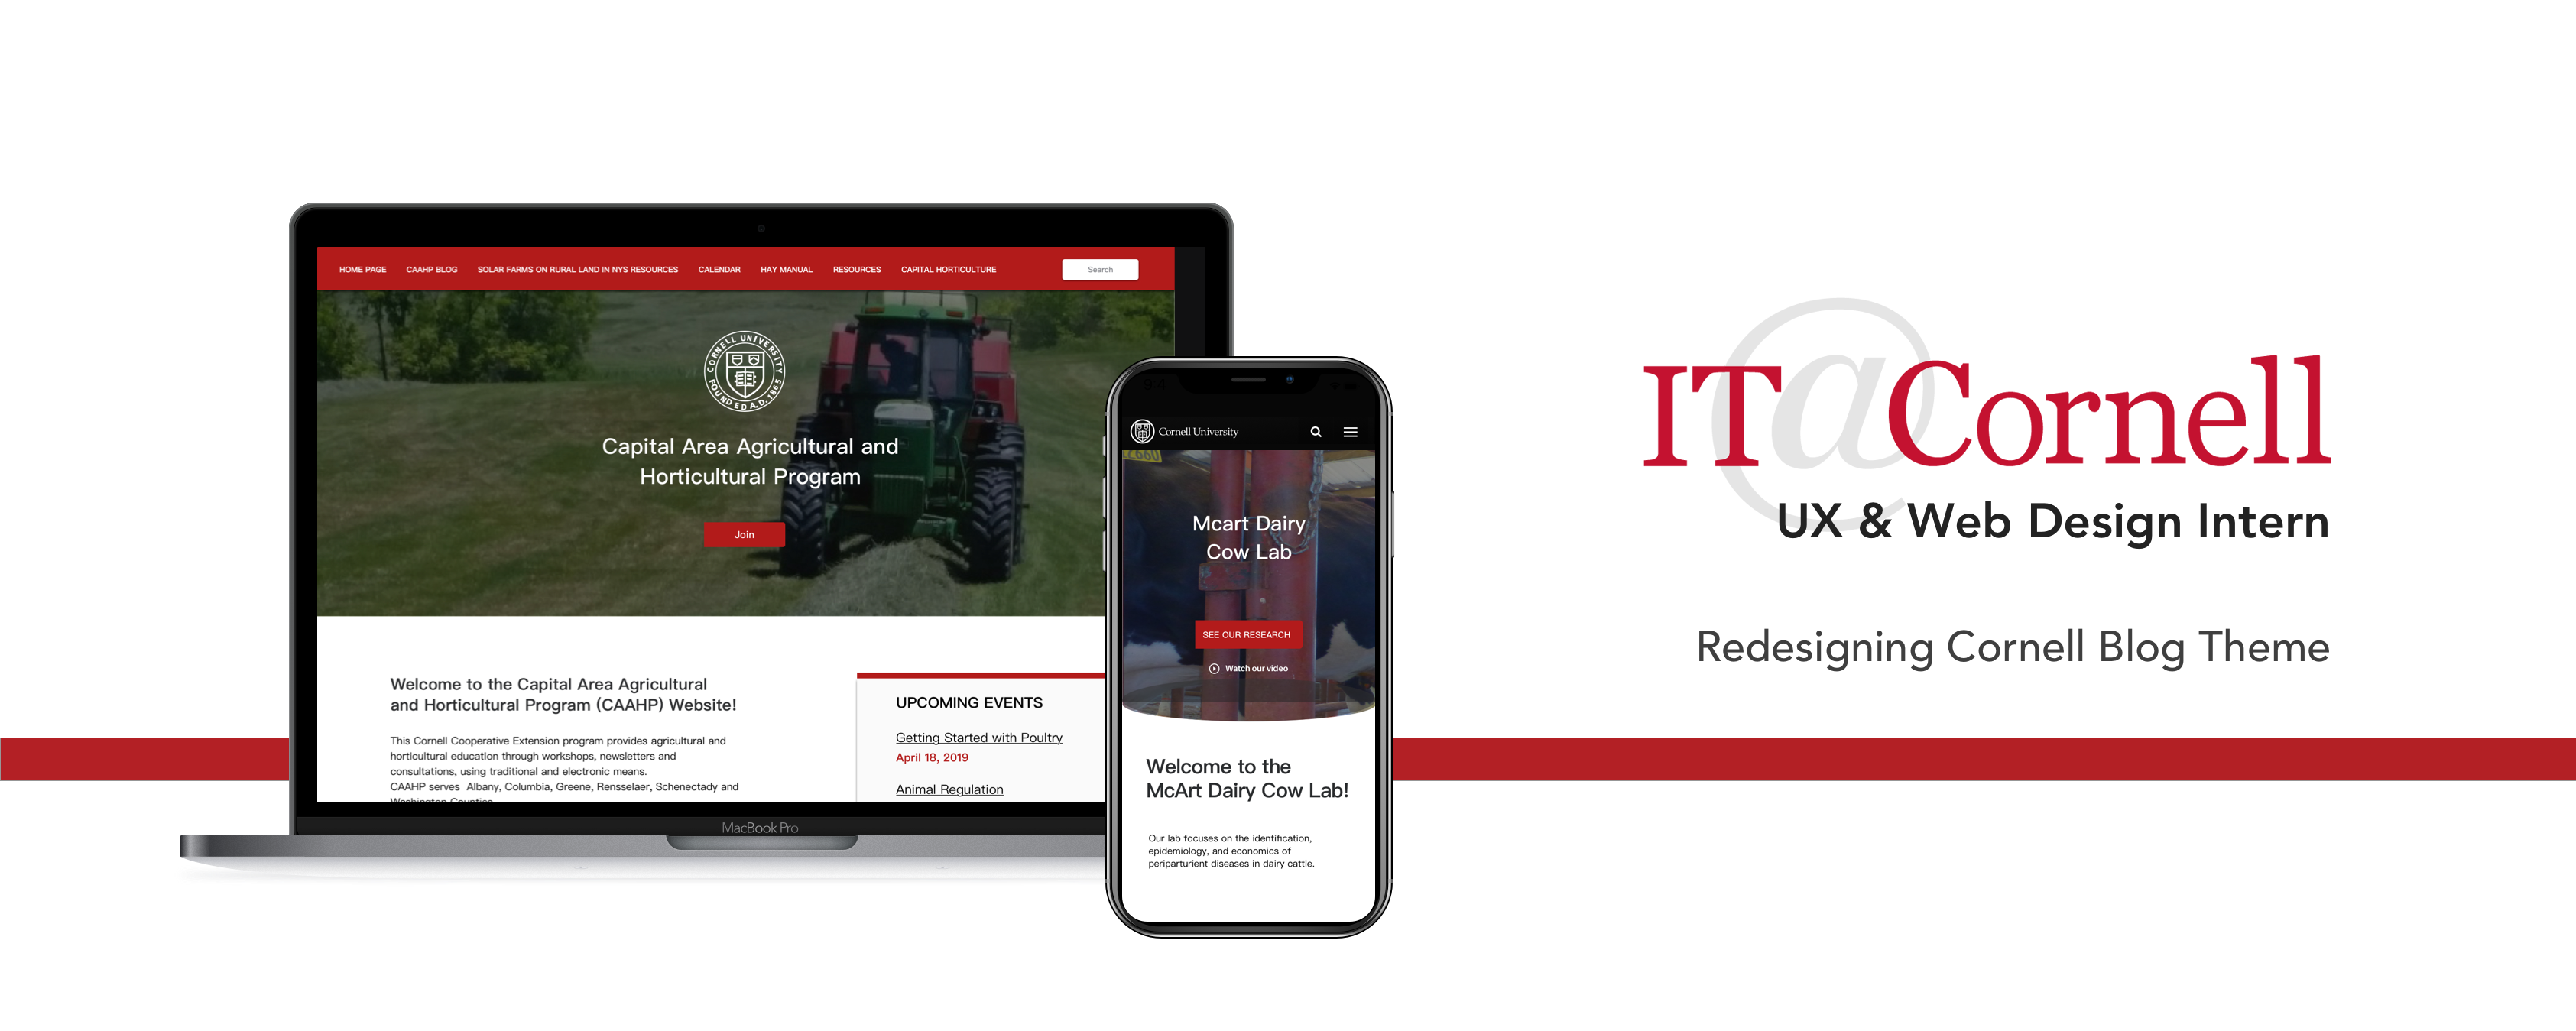 HOME PAGE CAAHP BLOG SOLAR FARMS ON RURAL LAND IN NYS RESOURCES CALENDAR HAY MANUAL RESOURCES CAPITAL HORTICULTURE Search
CORNELL UNIVERSITY FOUNDED A.D. 1865
Capital Area Agricultural and
Horticultural Program
Join
Welcome to the Capital Area Agricultural
and Horticultural Program (CAAHP) Website!
This Cornell Cooperative Extension program provides agricultural and
horticultural education through workshops, newsletters and
consultations, using traditional and electronic means.
CAAHP serves Albany, Columbia, Greene, Rensselaer, Schenectady and
Washington Counties
UPCOMING EVENTS
Getting Started with Poultry
April 18, 2019
Animal Regulation
MacBook Pro
Cornell University
Mcart Dairy
Cow Lab
SEE OUR RESEARCH
Watch our video
Welcome to the
McArt Dairy Cow Lab!
Our lab focuses on the identification,
epidemiology, and economics of
periparturient diseases in dairy cattle.
IT@Cornell
UX & Web Design Intern
Redesigning Cornell Blog Theme